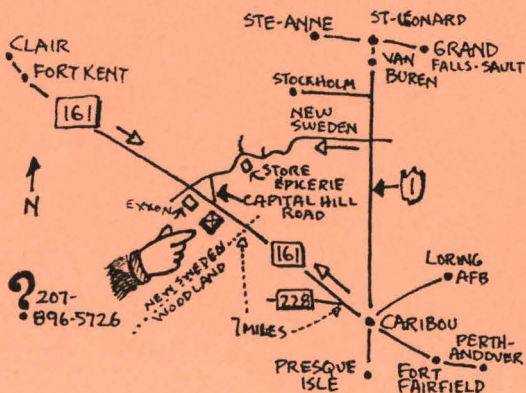 STE-ANNE
ST-LÉONARD
CLAIR
FORT KENT
VAN
BUREN
GRAND
FALLS-SAULT
STOCKHOLM
161
NEW
SWEDEN
N
STORE
EPICERIE
CAPITAL HILL
ROAD
EXXON
1
NEW SWEDEN
WOODLAND
161
LORING
AFB
? 207-
896-5726
228
7 MILES
CARIBOU
PERTH-
ANDOVER
PRESQUE
ISLE
FORT
FAIRFIELD